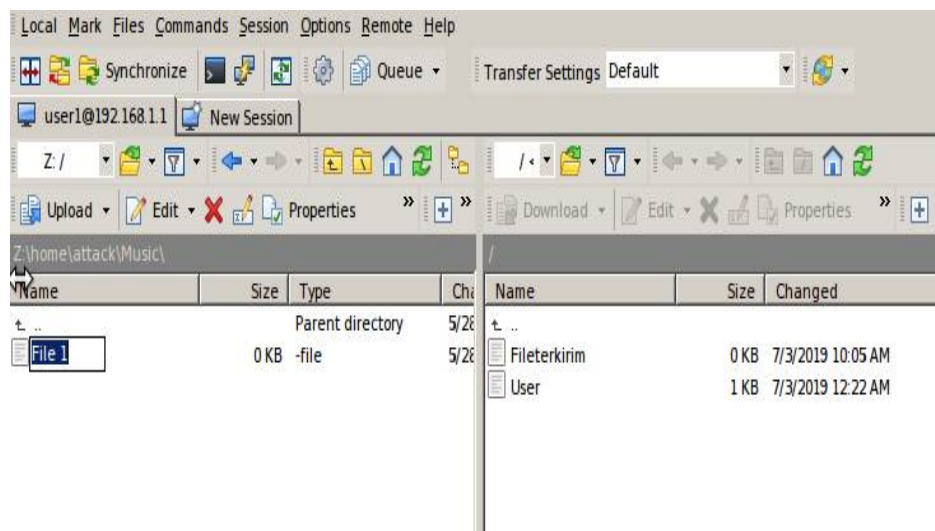 Local Mark Files Commands Session Options Remote Help
Synchronize Queue Transfer Settings Default
user1@192.168.1.1 New Session
Z: / /
Upload Edit Properties » Download Edit Properties »
Z:\home\attack\Music\ /
Name Size Type Cha Name Size Changed
.. Parent directory 5/28 ..
File 1 0 KB -file 5/28 Fileterkirim 0 KB 7/3/2019 10:05 AM
User 1 KB 7/3/2019 12:22 AM